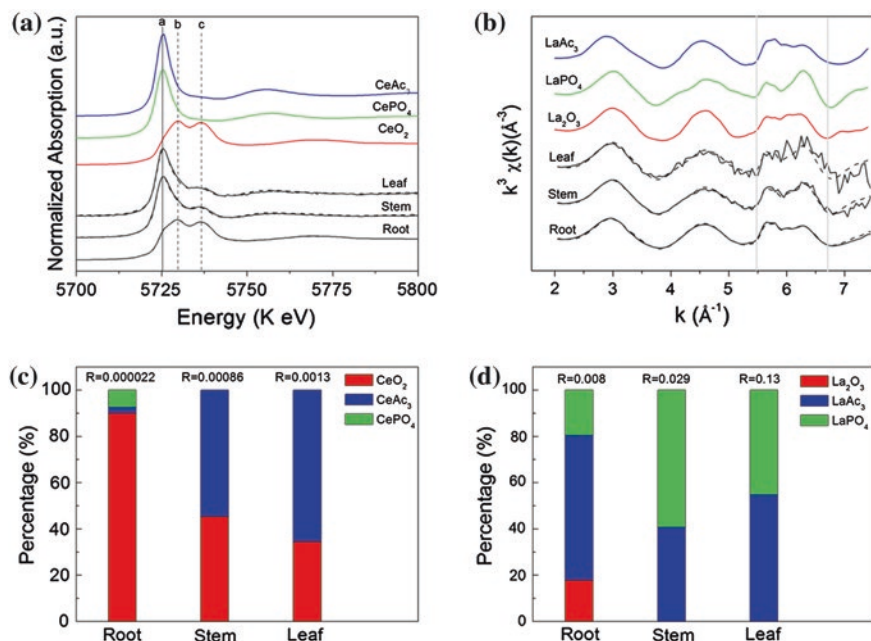 (a)
a b c
Normalized Absorption (a.u.)
CeAc₃
CePO₄
CeO₂
Leaf
Stem
Root
5700 5725 5750 5775 5800
Energy (K eV)
(b)
k³ χ(k)(Å⁻³)
LaAc₃
LaPO₄
La₂O₃
Leaf
Stem
Root
2 3 4 5 6 7
k (Å⁻¹)
(c)
R=0.000022 R=0.00086 R=0.0013
CeO₂
CeAc₃
CePO₄
Percentage (%)
100
80
60
40
20
0
Root Stem Leaf
(d)
R=0.008 R=0.029 R=0.13
La₂O₃
LaAc₃
LaPO₄
Percentage (%)
100
80
60
40
20
0
Root Stem Leaf